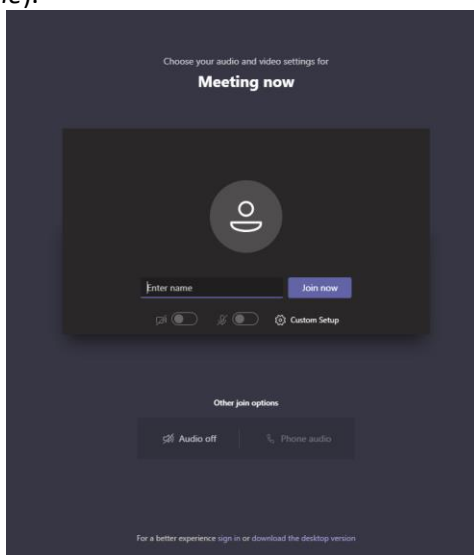 e):
Choose your audio and video settings for
Meeting now
Enter name
Join now
Custom Setup
Other join options
Audio off
Phone audio
For a better experience sign in or download the desktop version